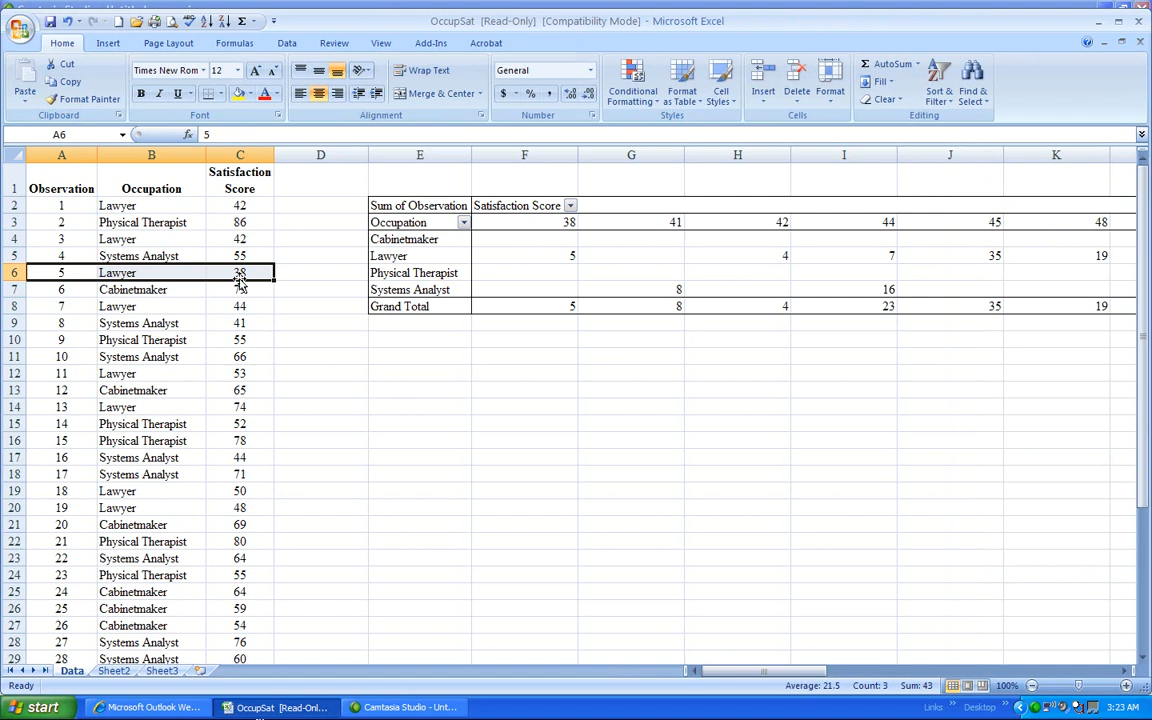 OccupSat [Read-Only] [Compatibility Mode] - Microsoft Excel
Home Insert Page Layout Formulas Data Review View Add-Ins Acrobat
Paste
Cut
Copy
Format Painter
Clipboard
Times New Rom 12
B I U
Font
Wrap Text
Merge & Center
Alignment
General
$ % ,
Number
Conditional Formatting
Format as Table
Cell Styles
Styles
Insert Delete Format
Cells
AutoSum
Fill
Clear
Sort & Filter
Find & Select
Editing
A6 fx 5
A B C D E F G H I J K
1 Observation Occupation Satisfaction Score
2 1 Lawyer 42 Sum of Observation Satisfaction Score
3 2 Physical Therapist 86 Occupation 38 41 42 44 45 48
4 3 Lawyer 42 Cabinetmaker
5 4 Systems Analyst 55 Lawyer 5 4 7 35 19
6 5 Lawyer 38 Physical Therapist
7 6 Cabinetmaker Systems Analyst 8 16
8 7 Lawyer 44 Grand Total 5 8 4 23 35 19
9 8 Systems Analyst 41
10 9 Physical Therapist 55
11 10 Systems Analyst 66
12 11 Lawyer 53
13 12 Cabinetmaker 65
14 13 Lawyer 74
15 14 Physical Therapist 52
16 15 Physical Therapist 78
17 16 Systems Analyst 44
18 17 Systems Analyst 71
19 18 Lawyer 50
20 19 Lawyer 48
21 20 Cabinetmaker 69
22 21 Physical Therapist 80
23 22 Systems Analyst 64
24 23 Physical Therapist 55
25 24 Cabinetmaker 64
26 25 Cabinetmaker 59
27 26 Cabinetmaker 54
28 27 Systems Analyst 76
29 28 Systems Analyst 60
Data Sheet2 Sheet3
Ready Average: 21.5 Count: 3 Sum: 43 100%
start Microsoft Outlook We... OccupSat [Read-Onl... Camtasia Studio - Unt... Links Desktop 3:23 AM